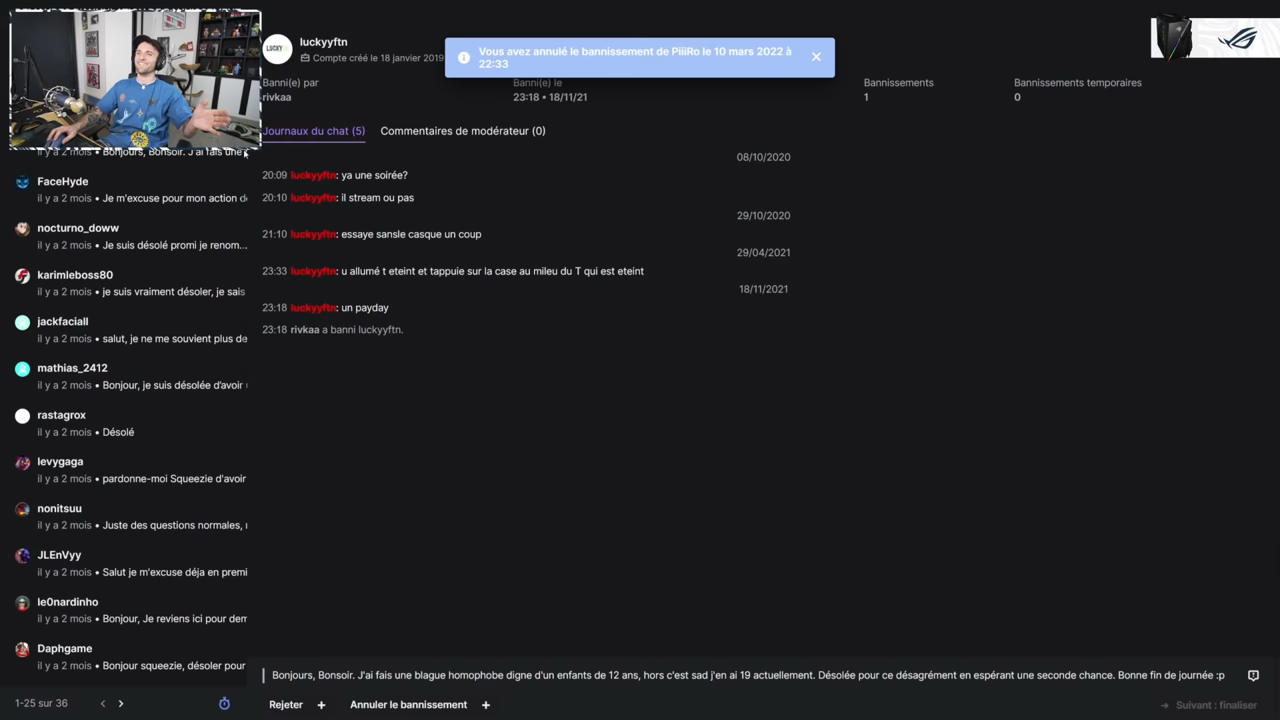 LUCKY
luckyyftn
Compte créé le 18 janvier 2019
Vous avez annulé le bannissement de PiiiRo le 10 mars 2022 à
22:33
Banni(e) par
rivkaa
Banni(e) le
23:18 • 18/11/21
Bannissements
1
Bannissements temporaires
0
Journaux du chat (5)
Commentaires de modérateur (0)
08/10/2020
20:09 luckyyftn: ya une soirée?
20:10 luckyyftn: il stream ou pas
29/10/2020
21:10 luckyyftn: essaye sansle casque un coup
29/04/2021
23:33 luckyyftn: u allumé t eteint et tappuie sur la case au mileu du T qui est eteint
18/11/2021
23:18 luckyyftn: un payday
23:18 rivkaa a banni luckyyftn.
il y a 2 mois • Bonjours, Bonsoir. J'ai fais une
FaceHyde
il y a 2 mois • Je m'excuse pour mon action d
nocturno_doww
il y a 2 mois • Je suis désolé promi je renom...
karimleboss80
il y a 2 mois • je suis vraiment désoler, je sais
jackfaciall
il y a 2 mois • salut, je ne me souvient plus de
mathias_2412
il y a 2 mois • Bonjour, je suis désolée d'avoir
rastagrox
il y a 2 mois • Désolé
levygaga
il y a 2 mois • pardonne-moi Squeezie d'avoir
nonitsuu
il y a 2 mois • Juste des questions normales,
JLEnVyy
il y a 2 mois • Salut je m'excuse déja en premi
le0nardinho
il y a 2 mois • Bonjour, Je reviens ici pour dem
Daphgame
il y a 2 mois • Bonjour squeezie, désoler pour
1-25 sur 36
Bonjours, Bonsoir. J'ai fais une blague homophobe digne d'un enfants de 12 ans, hors c'est sad j'en ai 19 actuellement. Désolée pour ce désagrément en espérant une seconde chance. Bonne fin de journée :p
Rejeter +
Annuler le bannissement +
→ Suivant : finaliser